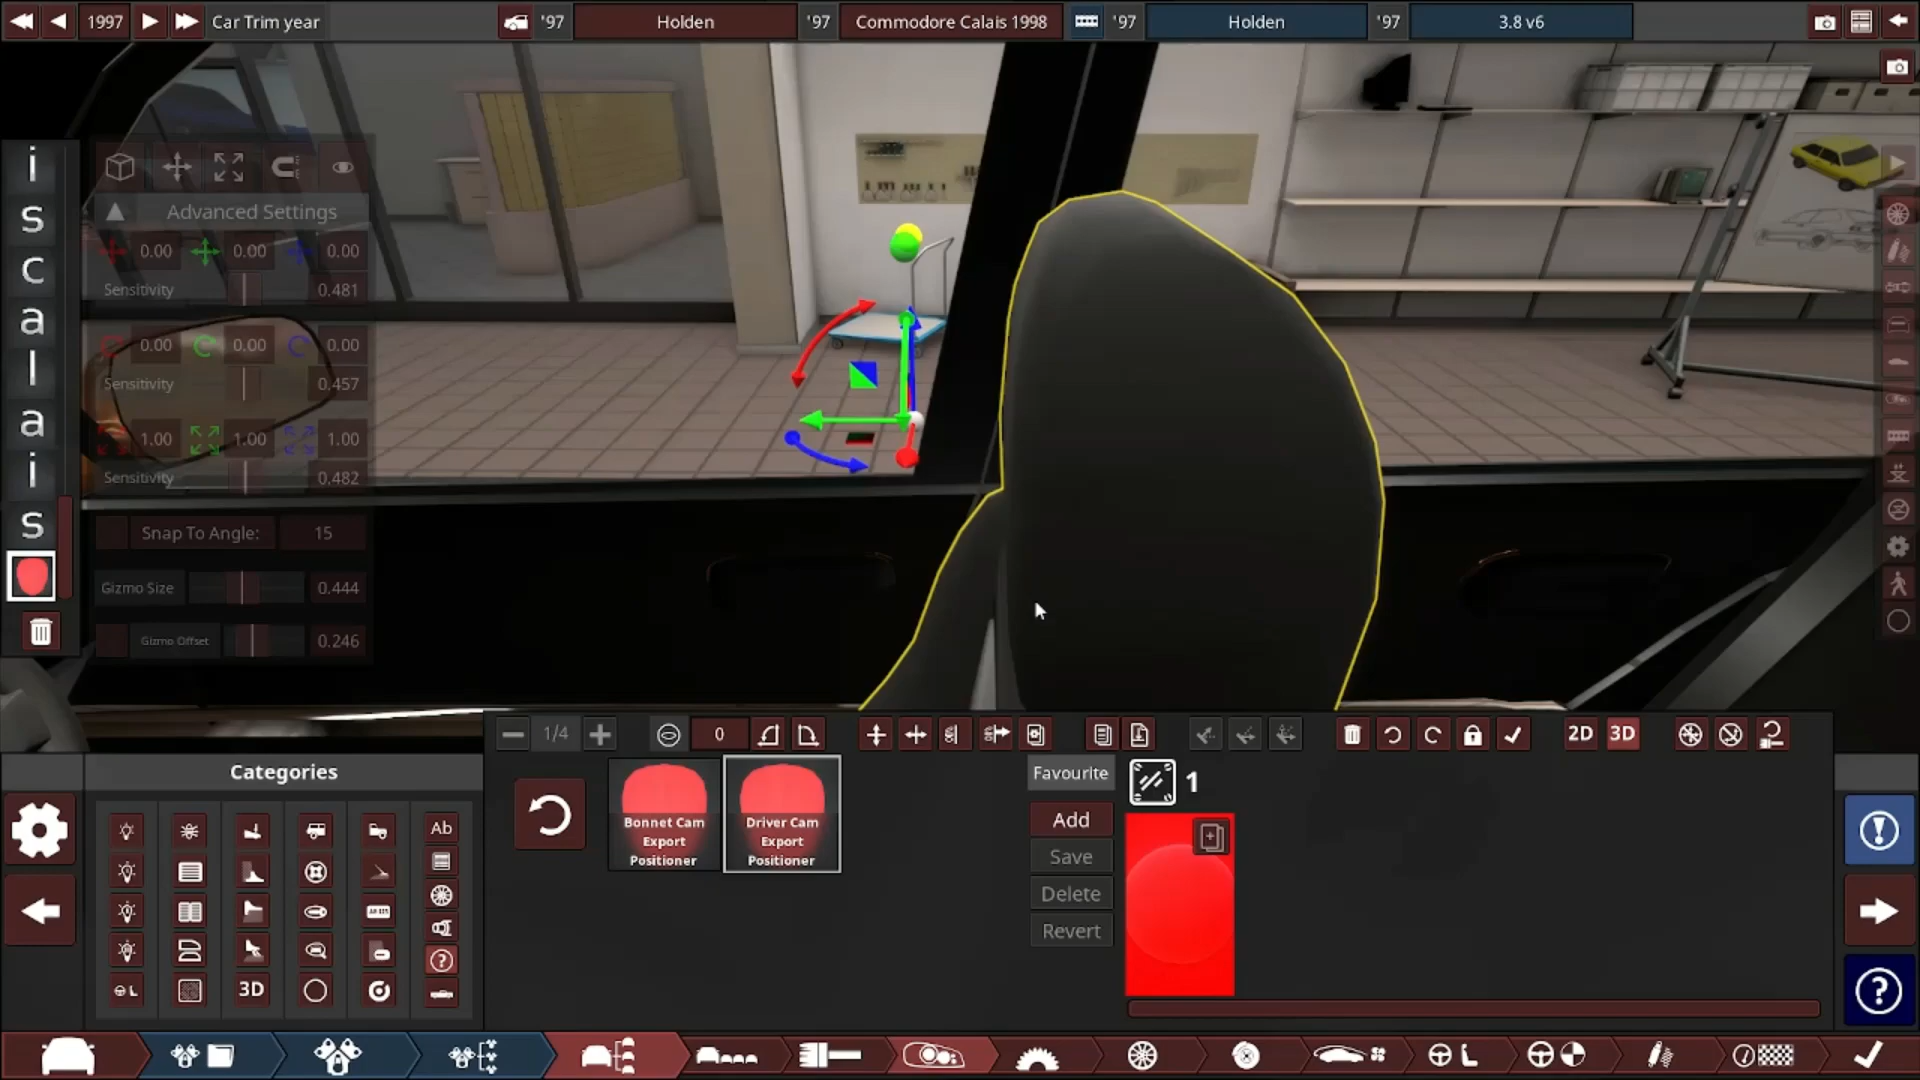 1997 Car Trim year '97 Holden '97 Commodore Calais 1998 '97 Holden '97 3.8 v6
i
s
c
a
l
a
i
s
Advanced Settings
0.00 0.00 0.00
Sensitivity 0.481
0.00 0.00 0.00
Sensitivity 0.457
1.00 1.00 1.00
Sensitivity 0.482
Snap To Angle: 15
Gizmo Size 0.444
Gizmo Offset 0.246
1/4 0 2D 3D
Categories
Ab
L 3D
Bonnet Cam
Export
Positioner
Driver Cam
Export
Positioner
Favourite 1
Add
Save
Delete
Revert